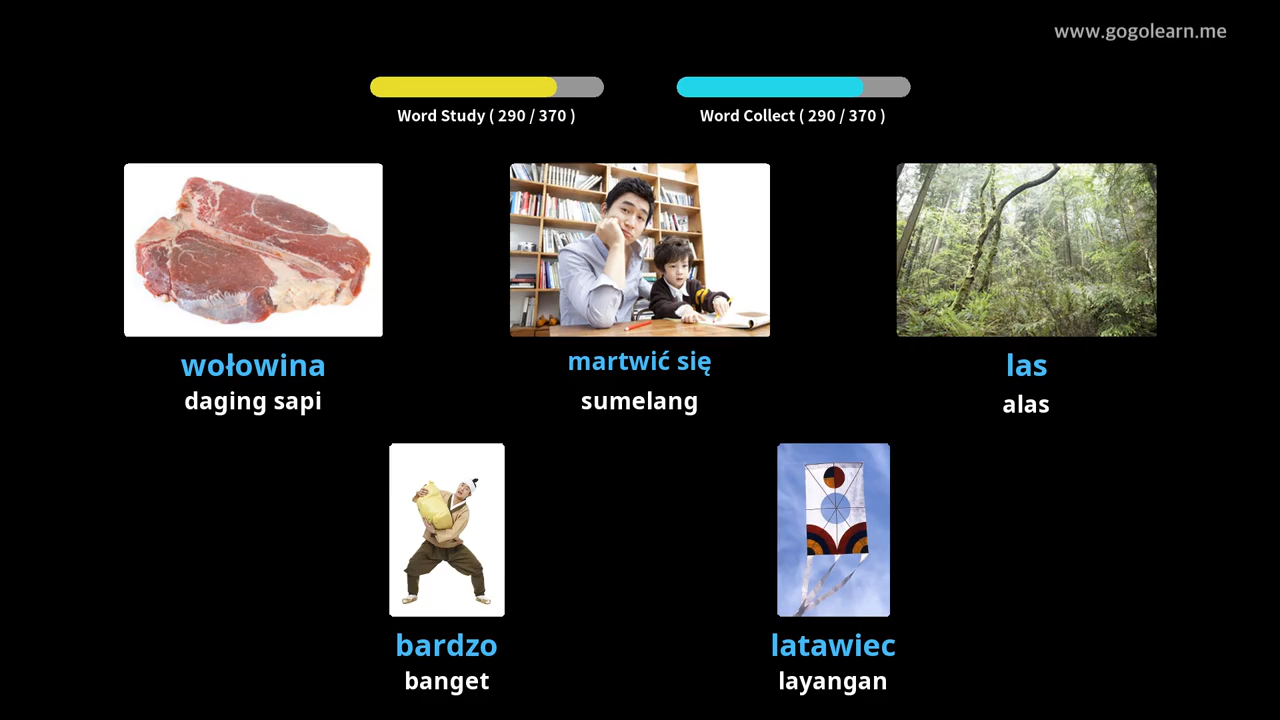 www.gogolearn.me
Word Study ( 290 / 370 )
Word Collect ( 290 / 370 )
wołowina
daging sapi
martwić się
sumelang
las
alas
bardzo
banget
latawiec
layangan